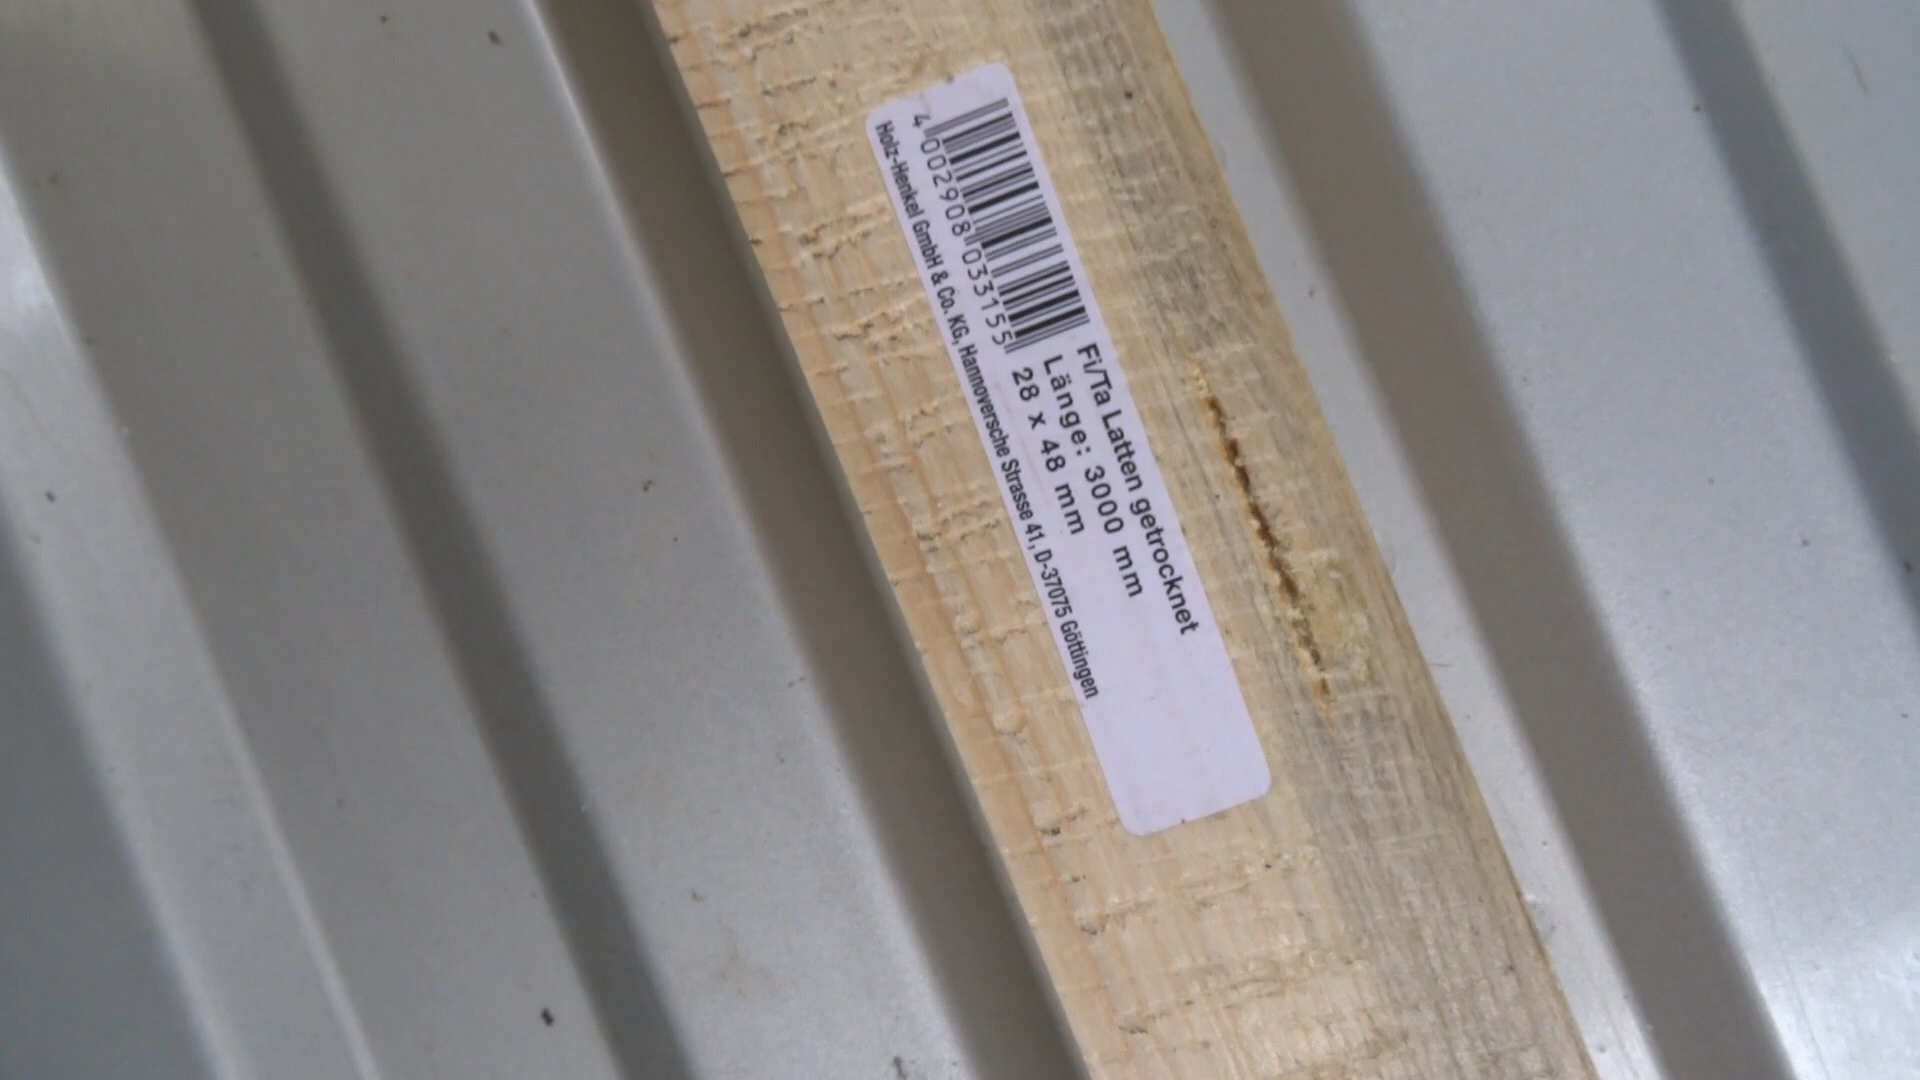 Fi/Ta Latten getrocknet
Länge: 3000 mm
28 x 48 mm
4 002908 033155
Holz-Henkel GmbH & Co. KG, Hannoversche Strasse 41, D-37075 Göttingen